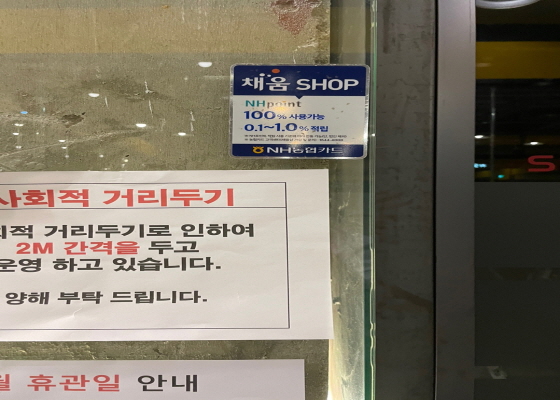 채움 SHOP
NHpoint
100% 사용가능
0.1~1.0% 적립
NH농협카드
사회적 거리두기
회적 거리두기로 인하여
2M 간격을 두고
운영 하고 있습니다.
양해 부탁 드립니다.
월 휴관일 안내
S